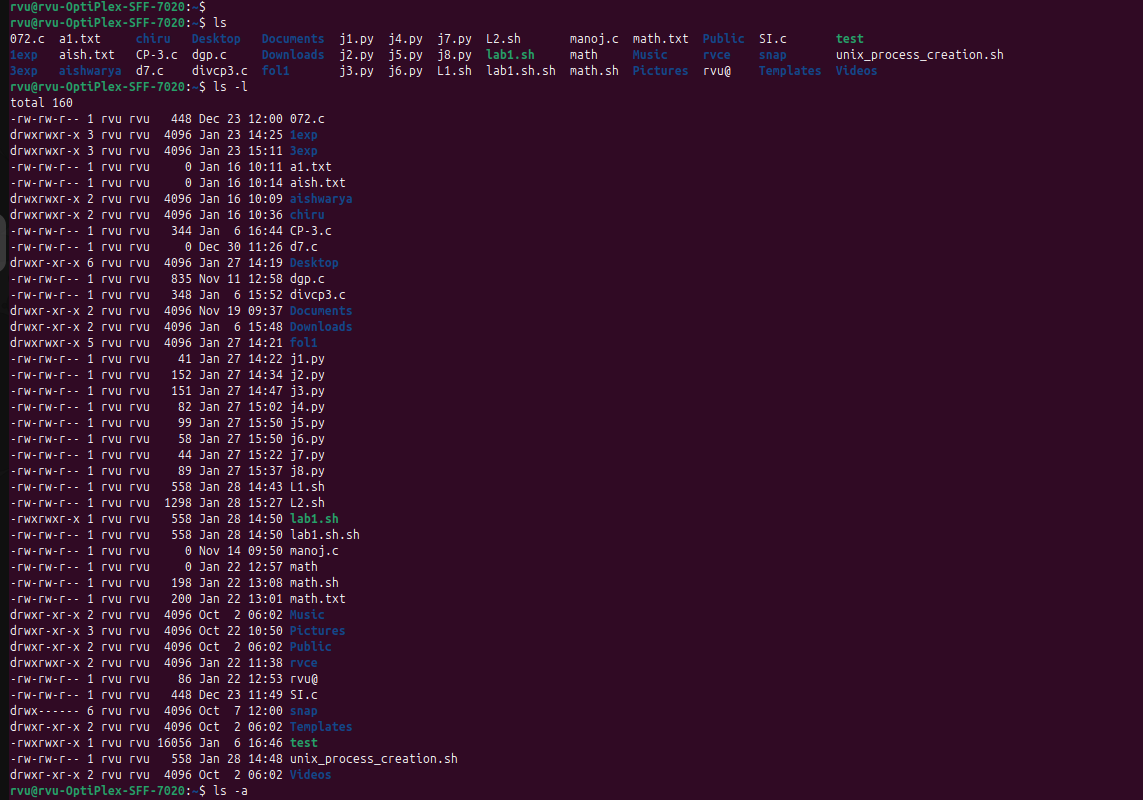 rvu@rvu-OptiPlex-SFF-7020:~$
rvu@rvu-OptiPlex-SFF-7020:~$ ls
072.c  a1.txt     chiru   Desktop   Documents  j1.py  j4.py  j7.py  L2.sh      manoj.c  math.txt  Public  SI.c       test
1exp   aish.txt   CP-3.c  dgp.c     Downloads  j2.py  j5.py  j8.py  lab1.sh    math     Music     rvce    snap       unix_process_creation.sh
3exp   aishwarya  d7.c    divcp3.c  fol1       j3.py  j6.py  L1.sh  lab1.sh.sh  math.sh  Pictures  rvu@    Templates  Videos
rvu@rvu-OptiPlex-SFF-7020:~$ ls -l
total 160
-rw-rw-r-- 1 rvu rvu   448 Dec 23 12:00 072.c
drwxrwxr-x 3 rvu rvu  4096 Jan 23 14:25 1exp
drwxrwxr-x 3 rvu rvu  4096 Jan 23 15:11 3exp
-rw-rw-r-- 1 rvu rvu     0 Jan 16 10:11 a1.txt
-rw-rw-r-- 1 rvu rvu     0 Jan 16 10:14 aish.txt
drwxrwxr-x 2 rvu rvu  4096 Jan 16 10:09 aishwarya
drwxrwxr-x 2 rvu rvu  4096 Jan 16 10:36 chiru
-rw-rw-r-- 1 rvu rvu   344 Jan  6 16:44 CP-3.c
-rw-rw-r-- 1 rvu rvu     0 Dec 30 11:26 d7.c
drwxr-xr-x 6 rvu rvu  4096 Jan 27 14:19 Desktop
-rw-rw-r-- 1 rvu rvu   835 Nov 11 12:58 dgp.c
-rw-rw-r-- 1 rvu rvu   348 Jan  6 15:52 divcp3.c
drwxr-xr-x 2 rvu rvu  4096 Nov 19 09:37 Documents
drwxr-xr-x 2 rvu rvu  4096 Jan  6 15:48 Downloads
drwxrwxr-x 5 rvu rvu  4096 Jan 27 14:21 fol1
-rw-rw-r-- 1 rvu rvu    41 Jan 27 14:22 j1.py
-rw-rw-r-- 1 rvu rvu   152 Jan 27 14:34 j2.py
-rw-rw-r-- 1 rvu rvu   151 Jan 27 14:47 j3.py
-rw-rw-r-- 1 rvu rvu    82 Jan 27 15:02 j4.py
-rw-rw-r-- 1 rvu rvu    99 Jan 27 15:50 j5.py
-rw-rw-r-- 1 rvu rvu    58 Jan 27 15:50 j6.py
-rw-rw-r-- 1 rvu rvu    44 Jan 27 15:22 j7.py
-rw-rw-r-- 1 rvu rvu    89 Jan 27 15:37 j8.py
-rw-rw-r-- 1 rvu rvu   558 Jan 28 14:43 L1.sh
-rw-rw-r-- 1 rvu rvu  1298 Jan 28 15:27 L2.sh
-rwxrwxr-x 1 rvu rvu   558 Jan 28 14:50 lab1.sh
-rw-rw-r-- 1 rvu rvu   558 Jan 28 14:50 lab1.sh.sh
-rw-rw-r-- 1 rvu rvu     0 Nov 14 09:50 manoj.c
-rw-rw-r-- 1 rvu rvu     0 Jan 22 12:57 math
-rw-rw-r-- 1 rvu rvu   198 Jan 22 13:08 math.sh
-rw-rw-r-- 1 rvu rvu   200 Jan 22 13:01 math.txt
drwxr-xr-x 2 rvu rvu  4096 Oct  2 06:02 Music
drwxr-xr-x 3 rvu rvu  4096 Oct 22 10:50 Pictures
drwxr-xr-x 2 rvu rvu  4096 Oct  2 06:02 Public
drwxrwxr-x 2 rvu rvu  4096 Jan 22 11:38 rvce
-rw-rw-r-- 1 rvu rvu    86 Jan 22 12:53 rvu@
-rw-rw-r-- 1 rvu rvu   448 Dec 23 11:49 SI.c
drwx------ 6 rvu rvu  4096 Oct  7 12:00 snap
drwxr-xr-x 2 rvu rvu  4096 Oct  2 06:02 Templates
-rwxrwxr-x 1 rvu rvu 16056 Jan  6 16:46 test
-rw-rw-r-- 1 rvu rvu   558 Jan 28 14:48 unix_process_creation.sh
drwxr-xr-x 2 rvu rvu  4096 Oct  2 06:02 Videos
rvu@rvu-OptiPlex-SFF-7020:~$ ls -a